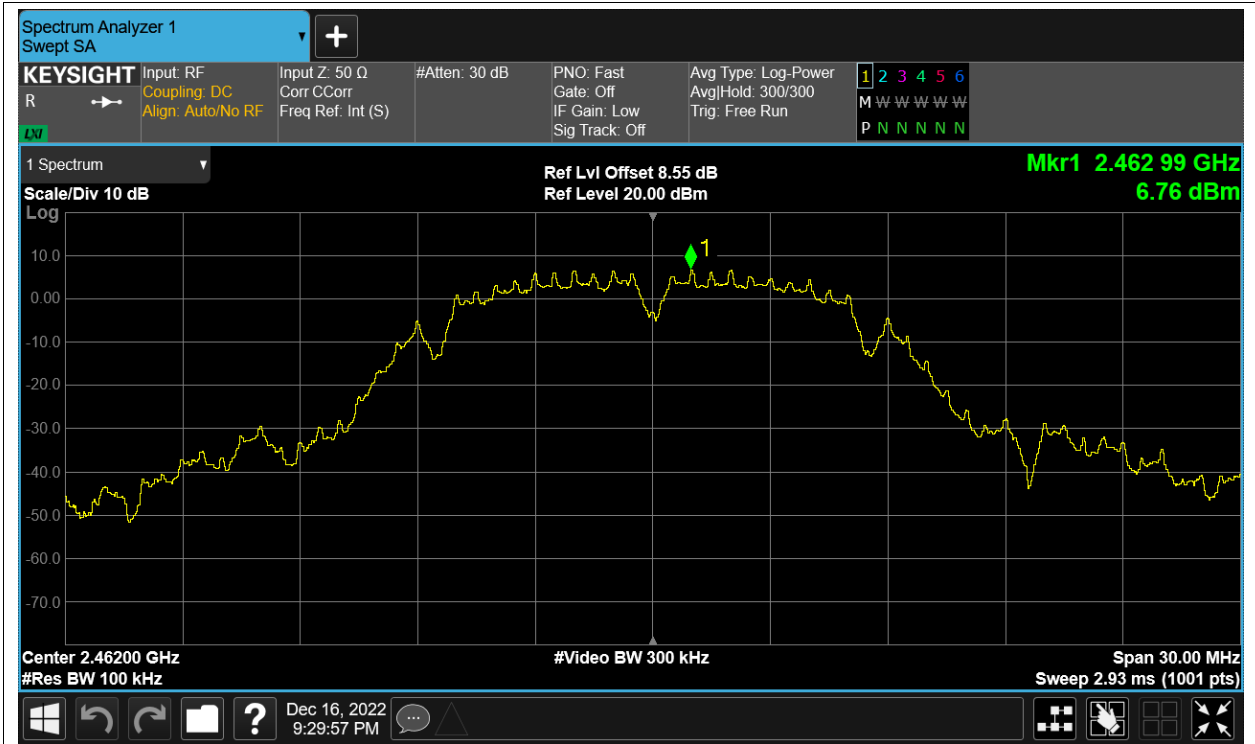 Spectrum Analyzer 1
Swept SA
KEYSIGHT
R
LXI
Input: RF
Coupling: DC
Align: Auto/No RF
Input Z: 50 Ω
Corr CCorr
Freq Ref: Int (S)
#Atten: 30 dB
PNO: Fast
Gate: Off
IF Gain: Low
Sig Track: Off
Avg Type: Log-Power
Avg|Hold: 300/300
Trig: Free Run
1 2 3 4 5 6
M W W W W W
P N N N N N
1 Spectrum
Scale/Div 10 dB
Ref Lvl Offset 8.55 dB
Ref Level 20.00 dBm
Mkr1 2.462 99 GHz
6.76 dBm
Log
1
10.0
0.00
-10.0
-20.0
-30.0
-40.0
-50.0
-60.0
-70.0
Center 2.46200 GHz
#Video BW 300 kHz
Span 30.00 MHz
#Res BW 100 kHz
Sweep 2.93 ms (1001 pts)
?
Dec 16, 2022
9:29:57 PM